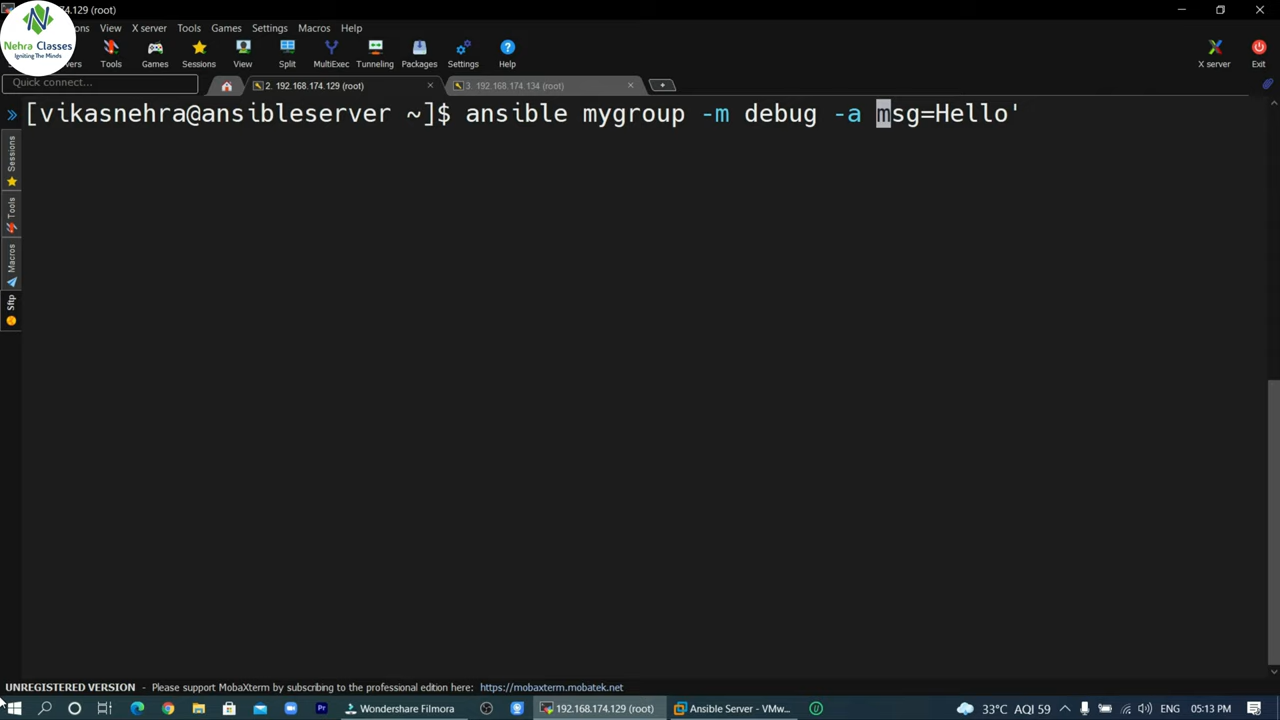 74.129 (root)
Nehra Classes
Igniting The Minds
ons View X server Tools Games Settings Macros Help
ers Tools Games Sessions View Split MultiExec Tunneling Packages Settings Help X server Exit
Quick connect... 2. 192.168.174.129 (root) 3. 192.168.174.134 (root)
[vikasnehra@ansibleserver ~]$ ansible mygroup -m debug -a msg=Hello'
Sessions
Tools
Macros
Sftp
UNREGISTERED VERSION - Please support MobaXterm by subscribing to the professional edition here: https://mobaxterm.mobatek.net
Pr Wondershare Filmora 192.168.174.129 (root) Ansible Server - VMw... 33°C AQI 59 ENG 05:13 PM